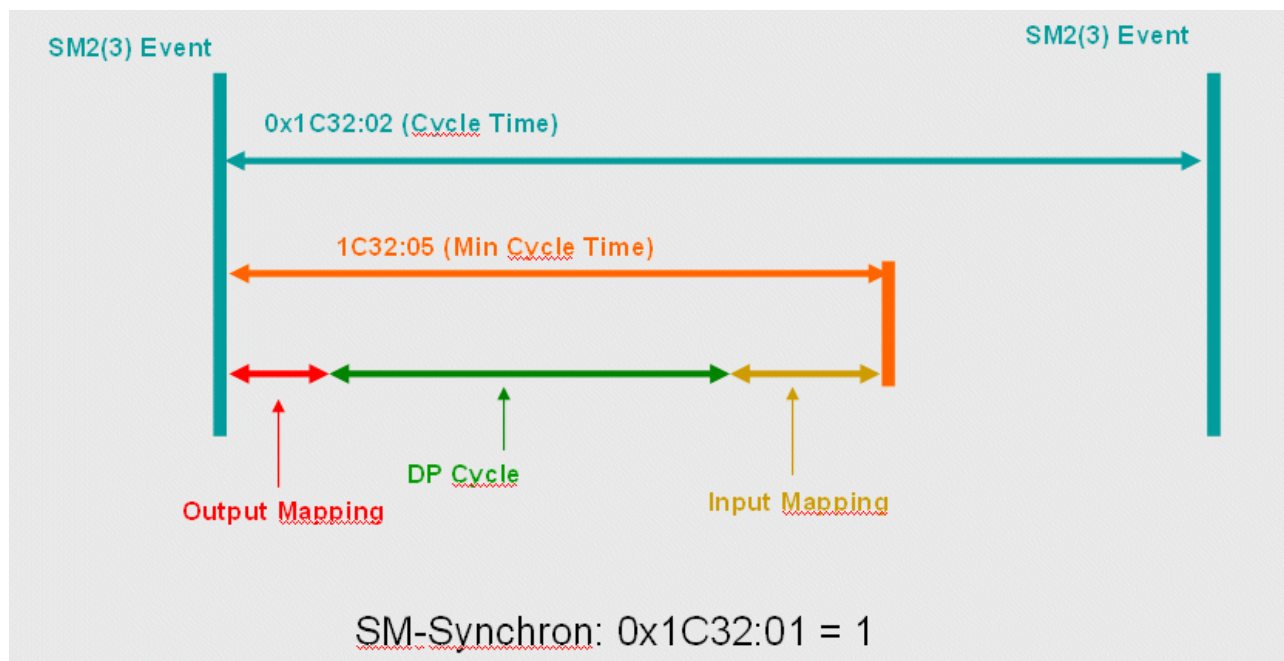 SM2(3) Event
SM2(3) Event
0x1C32:02 (Cycle Time)
1C32:05 (Min Cycle Time)
DP Cycle
Output Mapping
Input Mapping
SM-Synchron: 0x1C32:01 = 1